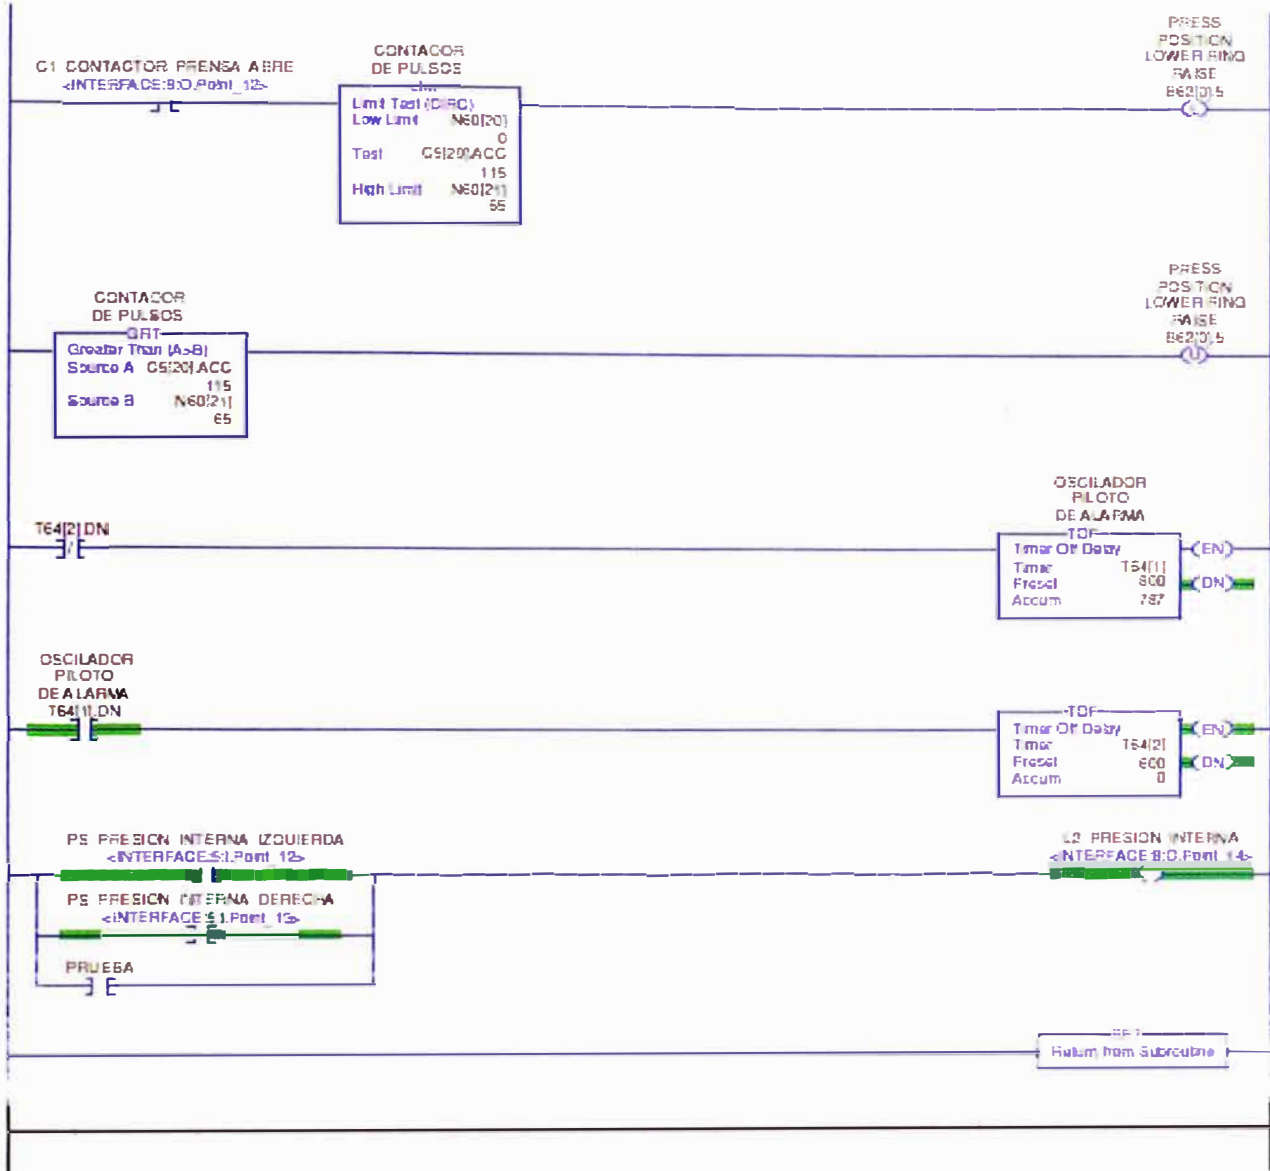 C1 CONTACTOR PRENSA ABRE
<INTERFACE:8:O.Point_12>
CONTADOR
DE PULSOS
Limit Test (CIRC)
Low Limit N60[20]
0
Test C5[20].ACC
115
High Limit N60[21]
PRESS
POSITION
LOWER RING
RAISE
B62[0].5
CONTADOR
DE PULSOS
GRT
Greater Than (A>B)
Source A C5[20].ACC
115
Source B N60[21]
65
PRESS
POSITION
LOWER RING
RAISE
B62[0].5
U
T64[2].DN
OSCILADOR
PILOTO
DE ALARMA
TOF
Timer Off Delay
Timer T64[1]
Preset
Accum 787
EN
DN
OSCILADOR
PILOTO
DE ALARMA
T64[1].DN
TOF
Timer Off Delay
Timer T64[2]
Preset 600
Accum 0
EN
DN
PS PRESION INTERNA IZQUIERDA
<INTERFACE:5:I.Point_12>
L2 PRESION INTERNA
<INTERFACE:8:O.Point_14>
PS PRESION INTERNA DERECHA
<INTERFACE:5:I.Point_13>
PRUEBA
RET
Return from Subroutine